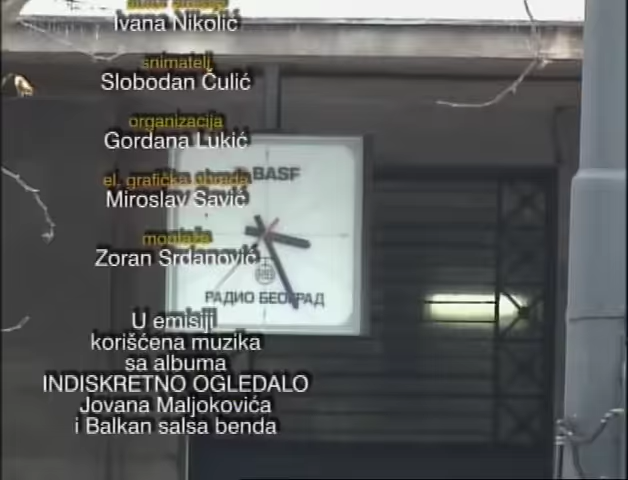 Ivana Nikolić
snimatelj
Slobodan Čulić
organizacija
Gordana Lukić
el. grafička obrada
BASF
Miroslav Savić
montaža
Zoran Srdanović
РАДИО БЕОГРАД
U emisiji
korišćena muzika
sa albuma
INDISKRETNO OGLEDALO
Jovana Maljokovića
i Balkan salsa benda